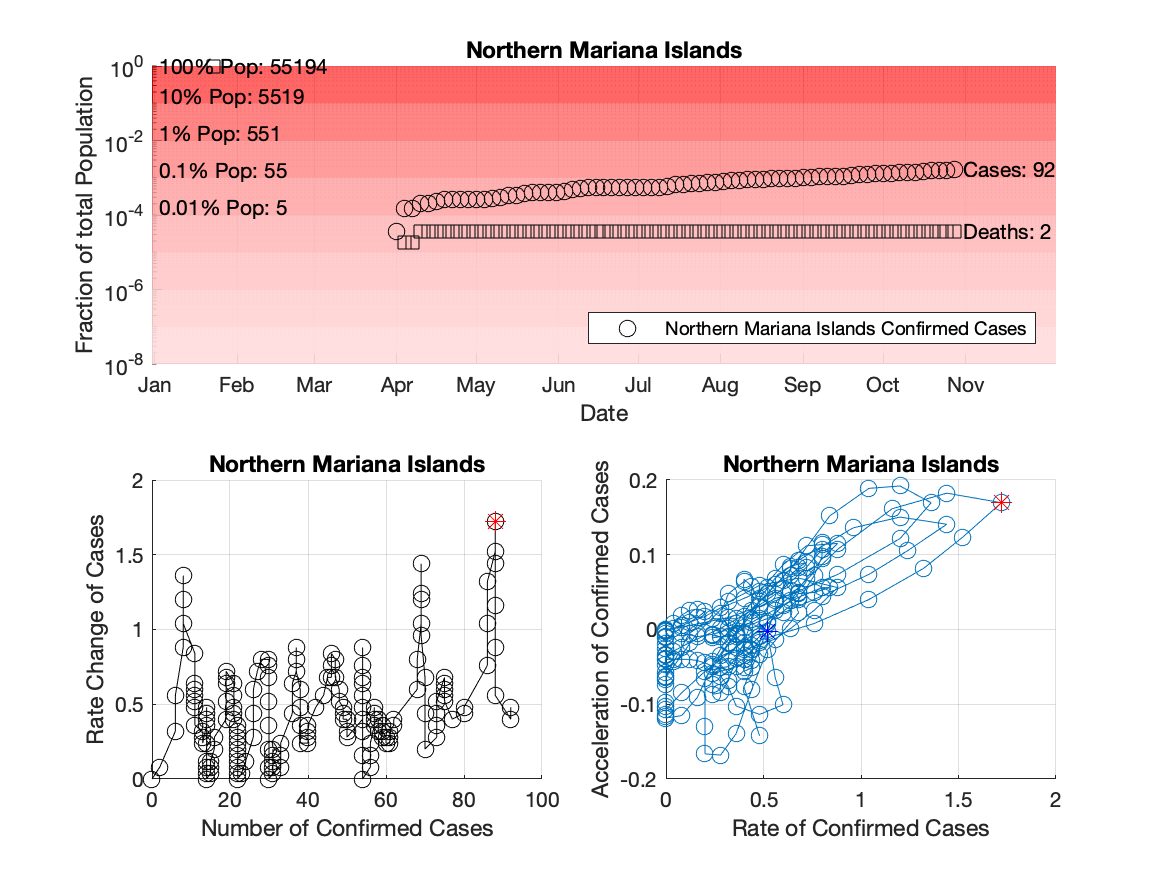 Northern Mariana Islands
Fraction of total Population
10^0
10^-2
10^-4
10^-6
10^-8
100% Pop: 55194
10% Pop: 5519
1% Pop: 551
0.1% Pop: 55
0.01% Pop: 5
Cases: 92
Deaths: 2
Northern Mariana Islands Confirmed Cases
Jan Feb Mar Apr May Jun Jul Aug Sep Oct Nov
Date
Northern Mariana Islands
Rate Change of Cases
2
1.5
1
0.5
0
0 20 40 60 80 100
Number of Confirmed Cases
Northern Mariana Islands
Acceleration of Confirmed Cases
0.2
0.1
0
-0.1
-0.2
0 0.5 1 1.5 2
Rate of Confirmed Cases